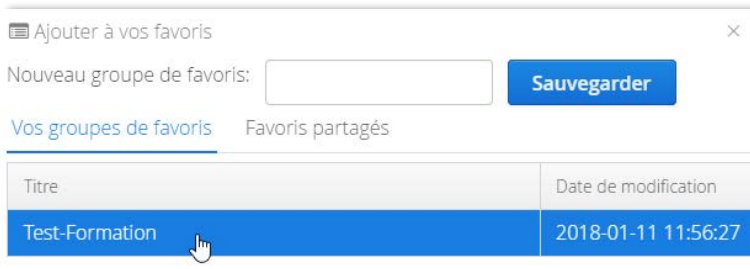 Ajouter à vos favoris
Nouveau groupe de favoris: Sauvegarder
Vos groupes de favoris Favoris partagés
Titre Date de modification
Test-Formation 2018-01-11 11:56:27